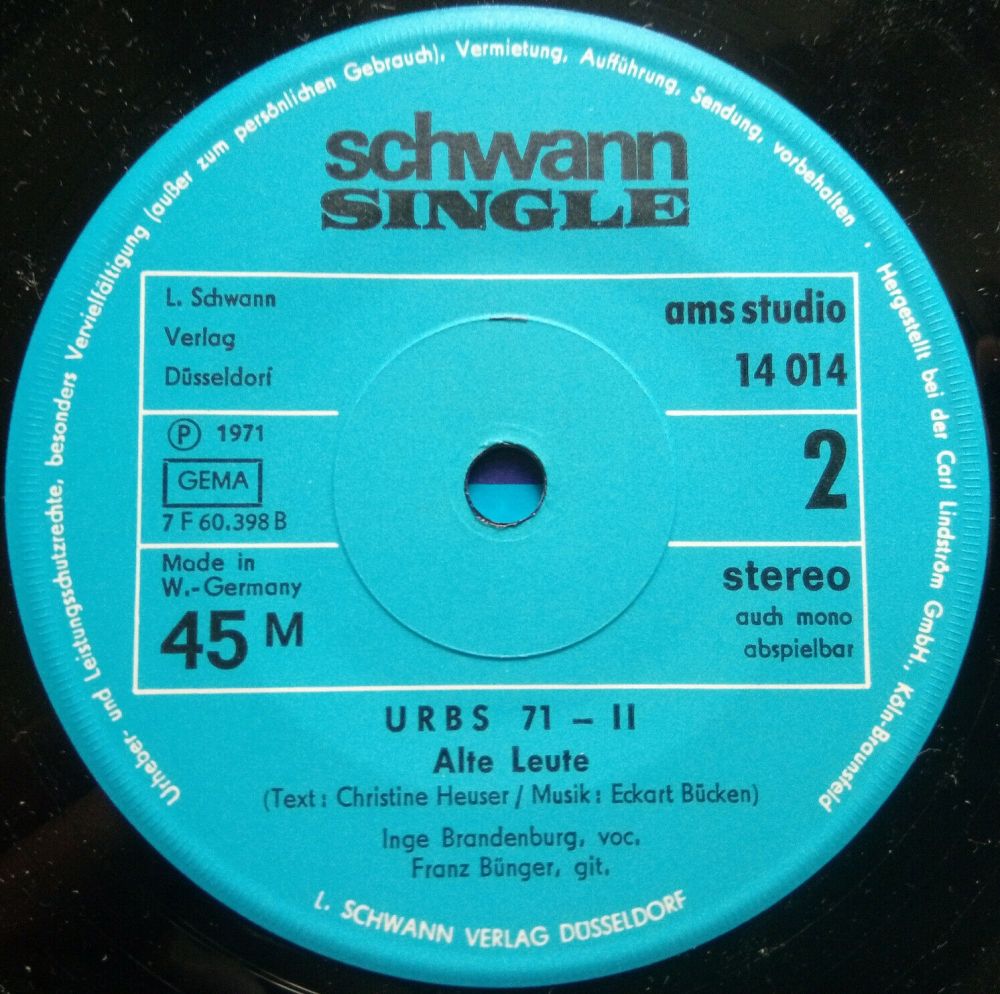 Urheber- und Leistungsschutzrechte, besonders Vervielfältigung (außer zum persönlichen Gebrauch), Vermietung, Aufführung, Sendung, vorbehalten . Hergestellt bei der Carl Lindström GmbH., Köln-Braunsfeld
schwann
SINGLE
L. Schwann
Verlag
Düsseldorf
ams studio
14 014
Ⓟ 1971
GEMA
7 F 60.398 B
2
Made in
W.-Germany
45 M
stereo
auch mono
abspielbar
URBS 71 – II
Alte Leute
(Text: Christine Heuser / Musik: Eckart Bücken)
Inge Brandenburg, voc.
Franz Bünger, git.
L. SCHWANN VERLAG DÜSSELDORF